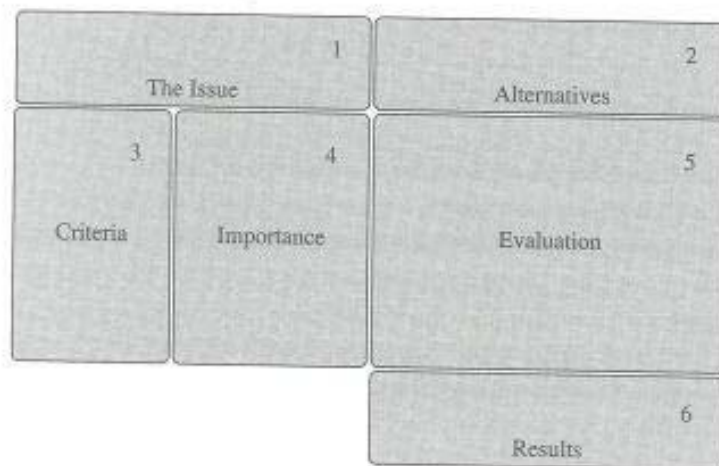 1
The Issue
2
Alternatives
3
Criteria
4
Importance
5
Evaluation
6
Results